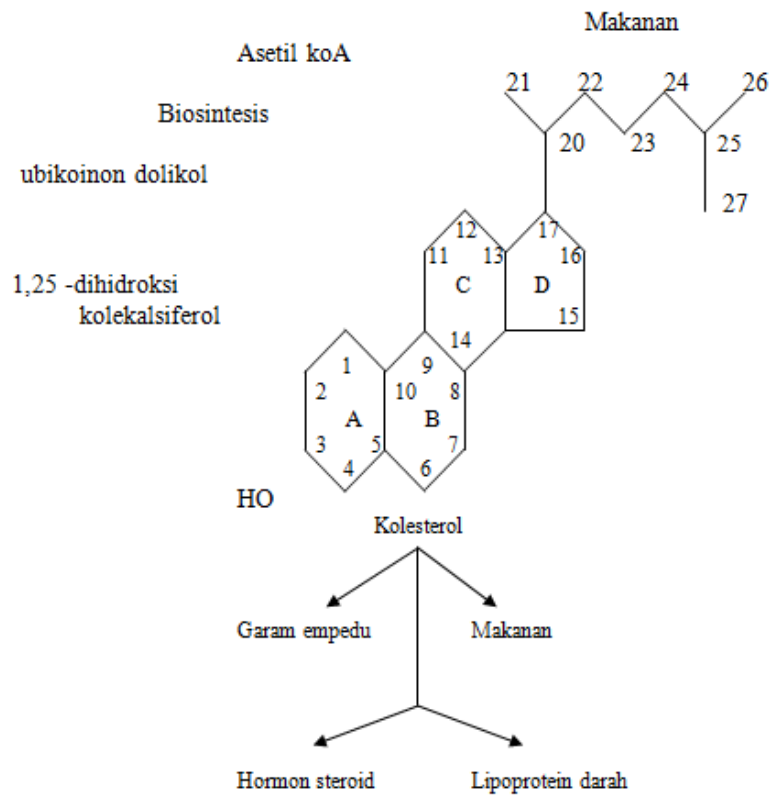 Makanan
Asetil koA
21 22 24 26
Biosintesis
20 23 25
ubikoinon dolikol
27
12 17
11 13 16
1,25 -dihidroksi
C D
kolekalsiferol
15
14
1 9
2 10 8
A B
3 5 7
4 6
HO
Kolesterol
Garam empedu Makanan
Hormon steroid Lipoprotein darah